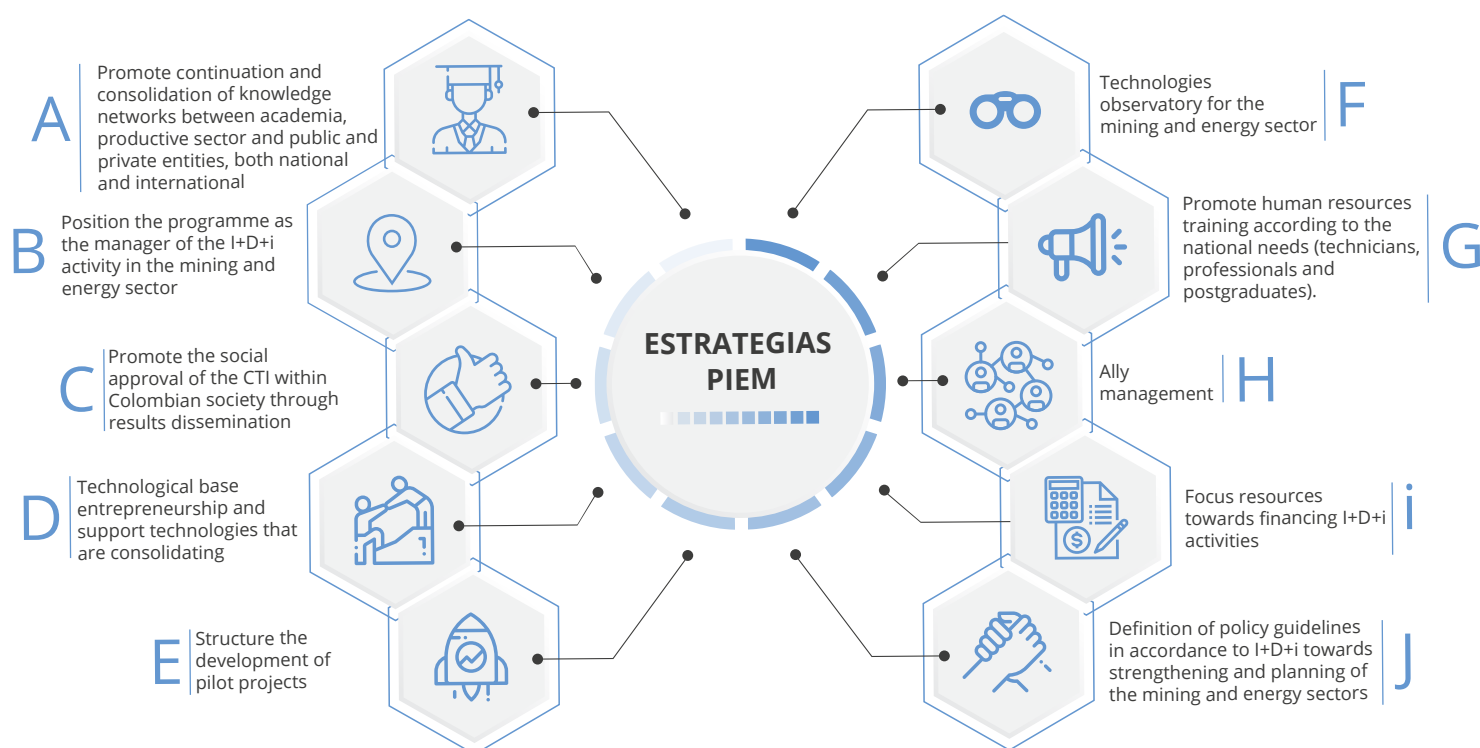 A
Promote continuation and
consolidation of knowledge
networks between academia,
productive sector and public and
private entities, both national
and international
B
Position the programme as
the manager of the I+D+i
activity in the mining and
energy sector
C
Promote the social
approval of the CTI within
Colombian society through
results dissemination
D
Technological base
entrepreneurship and
support technologies that
are consolidating
E
Structure the
development of
pilot projects
ESTRATEGIAS
PIEM
Technologies
observatory for the
mining and energy sector
F
Promote human resources
training according to the
national needs (technicians,
professionals and
postgraduates).
G
Ally
management
H
Focus resources
towards financing I+D+i
activities
i
Definition of policy guidelines
in accordance to I+D+i towards
strengthening and planning of
the mining and energy sectors
J